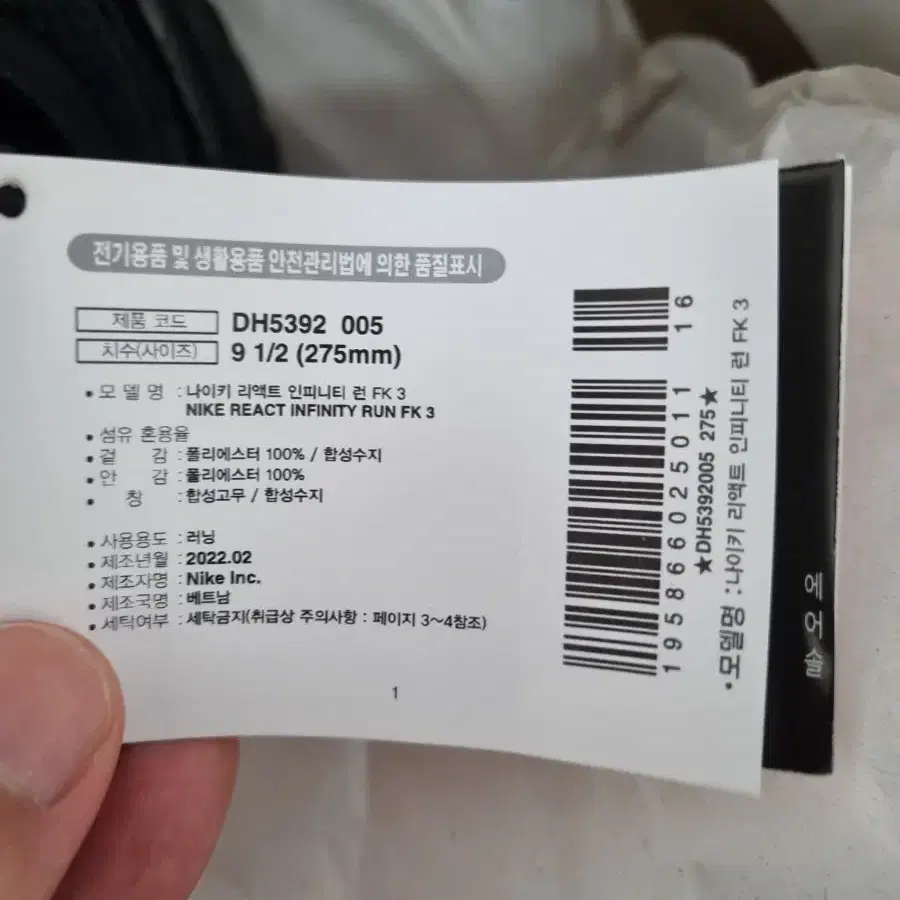 전기용품 및 생활용품 안전관리법에 의한 품질표시
제품 코드 DH5392 005
치수(사이즈) 9 1/2 (275mm)
• 모 델 명 : 나이키 리액트 인피니티 런 FK 3
NIKE REACT INFINITY RUN FK 3
• 섬유 혼용율
• 겉 감 : 폴리에스터 100% / 합성수지
• 안 감 : 폴리에스터 100%
• 창 : 합성고무 / 합성수지
• 사용용도 : 러닝
• 제조년월 : 2022.02
• 제조자명 : Nike Inc.
• 제조국명 : 베트남
• 세탁여부 : 세탁금지(취급상 주의사항 : 페이지 3~4참조)
1
195866025011 16
★DH5392005 275★
• 모델명 : 나이키 리액트 인피니티 런 FK 3
에어솔